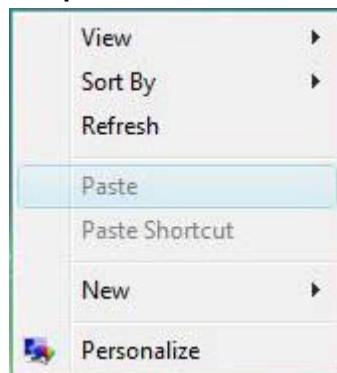 View
Sort By
Refresh
Paste
Paste Shortcut
New
Personalize